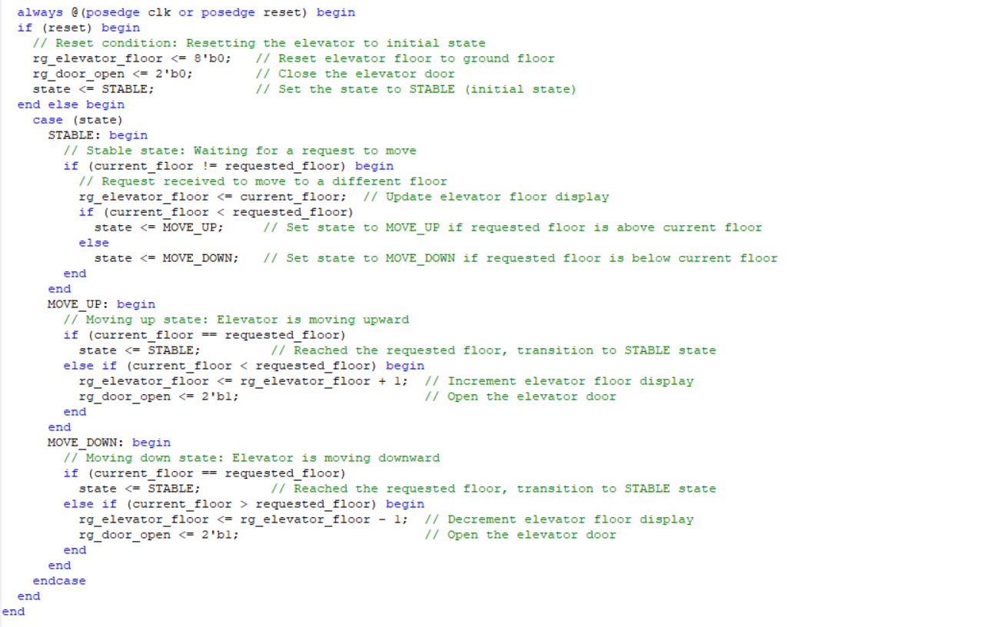 always @(posedge clk or posedge reset) begin
if (reset) begin
// Reset condition: Resetting the elevator to initial state
rg_elevator_floor <= 8'b0;   // Reset elevator floor to ground floor
rg_door_open <= 2'b0;        // Close the elevator door
state <= STABLE;             // Set the state to STABLE (initial state)
end else begin
case (state)
STABLE: begin
// Stable state: Waiting for a request to move
if (current_floor != requested_floor) begin
// Request received to move to a different floor
rg_elevator_floor <= current_floor;  // Update elevator floor display
if (current_floor < requested_floor)
state <= MOVE_UP;     // Set state to MOVE_UP if requested floor is above current floor
else
state <= MOVE_DOWN;   // Set state to MOVE_DOWN if requested floor is below current floor
end
end
MOVE_UP: begin
// Moving up state: Elevator is moving upward
if (current_floor == requested_floor)
state <= STABLE;         // Reached the requested floor, transition to STABLE state
else if (current_floor < requested_floor) begin
rg_elevator_floor <= rg_elevator_floor + 1;  // Increment elevator floor display
rg_door_open <= 2'b1;                        // Open the elevator door
end
end
MOVE_DOWN: begin
// Moving down state: Elevator is moving downward
if (current_floor == requested_floor)
state <= STABLE;         // Reached the requested floor, transition to STABLE state
else if (current_floor > requested_floor) begin
rg_elevator_floor <= rg_elevator_floor - 1;  // Decrement elevator floor display
rg_door_open <= 2'b1;                        // Open the elevator door
end
end
endcase
end
end